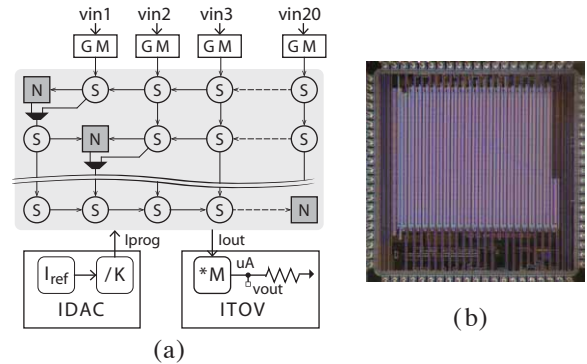 vin1 vin2 vin3 vin20
GM GM GM GM
N S S S S
S N S S S
S S S S N
Iprog Iout
Iref /K *M uA vout
IDAC ITOV
(a) (b)